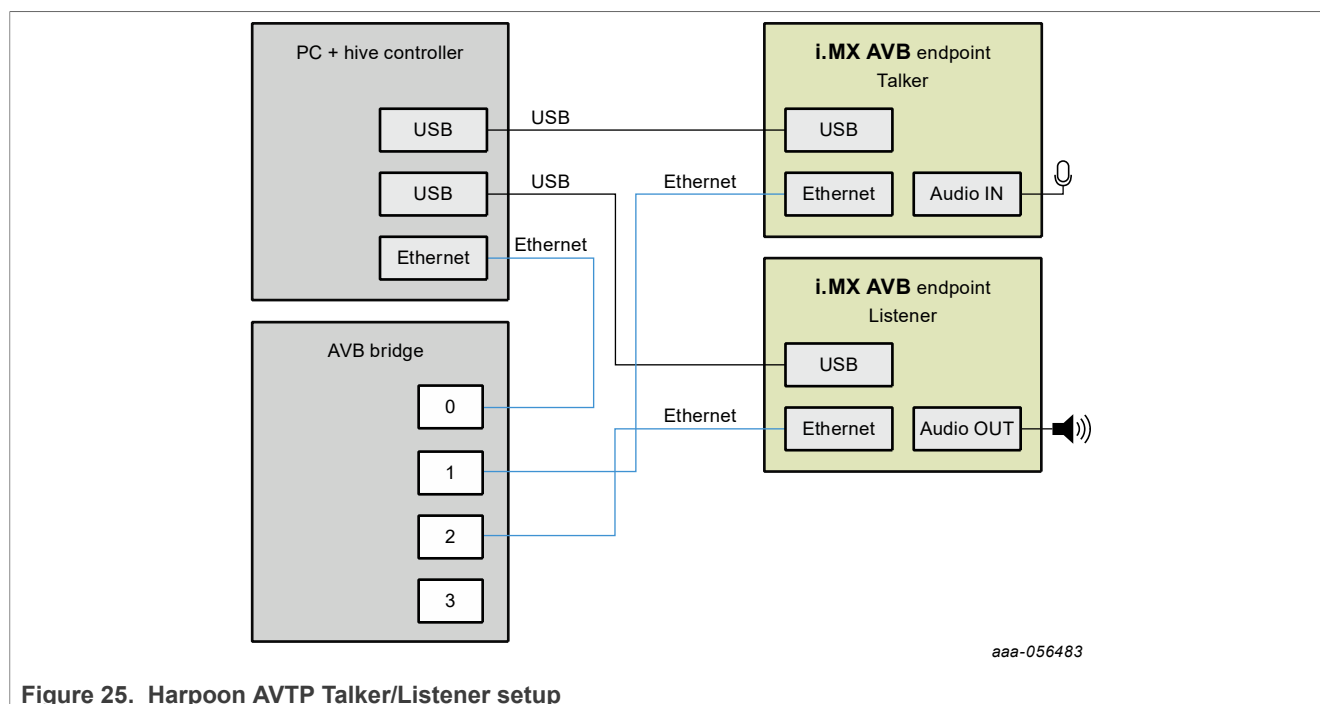 PC + hive controller
USB
USB
USB
USB
Ethernet
Ethernet
AVB bridge
0
1
2
3
i.MX AVB endpoint
Talker
USB
Ethernet
Ethernet
Audio IN
i.MX AVB endpoint
Listener
USB
Ethernet
Ethernet
Audio OUT
aaa-056483
Figure 25. Harpoon AVTP Talker/Listener setup